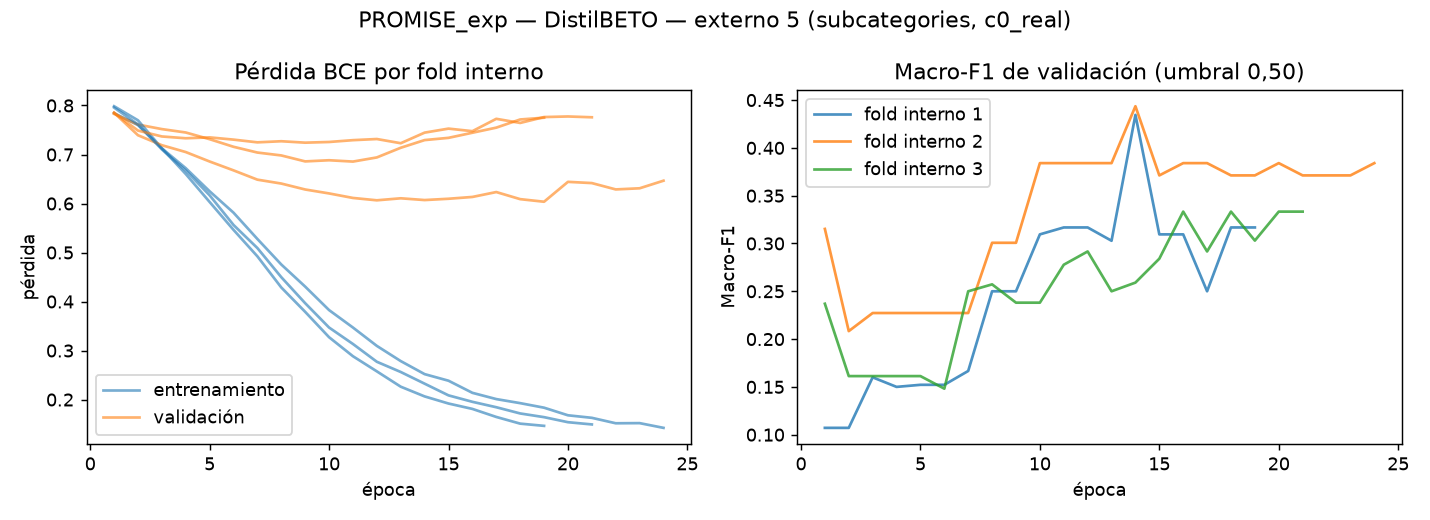 PROMISE_exp — DistilBETO — externo 5 (subcategories, c0_real)
Pérdida BCE por fold interno
pérdida
0.8
0.7
0.6
0.5
0.4
0.3
0.2
entrenamiento
validación
0
5
10
15
20
25
época
Macro-F1 de validación (umbral 0,50)
Macro-F1
0.45
0.40
0.35
0.30
0.25
0.20
0.15
0.10
fold interno 1
fold interno 2
fold interno 3
0
5
10
15
20
25
época